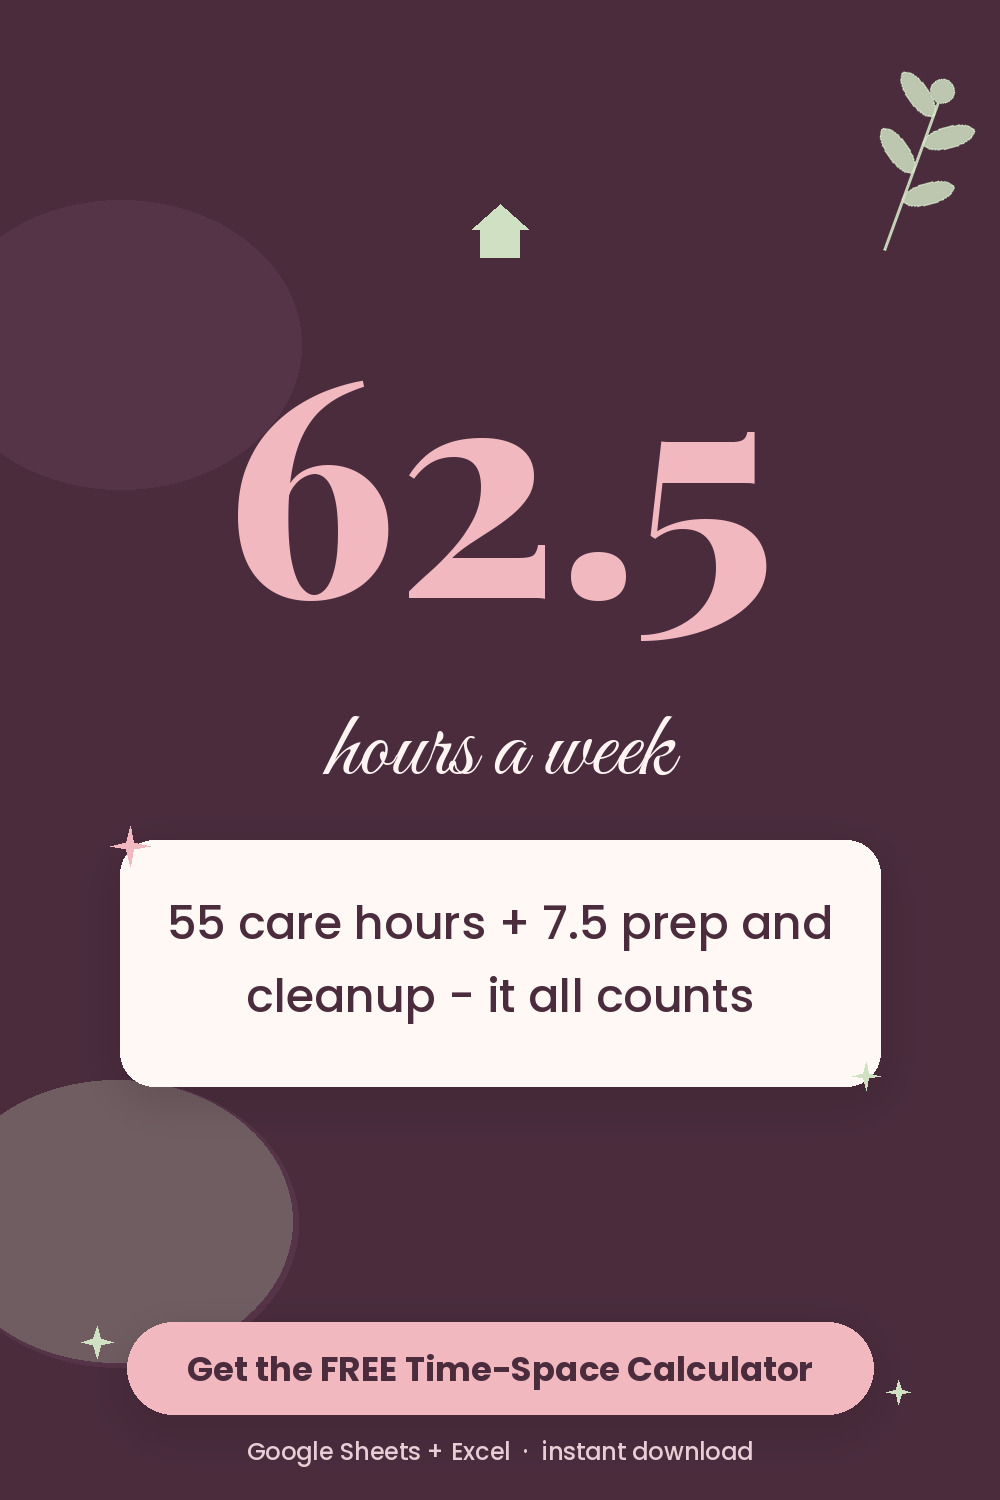 62.5
hours a week
55 care hours + 7.5 prep and
cleanup - it all counts
Get the FREE Time-Space Calculator
Google Sheets + Excel · instant download